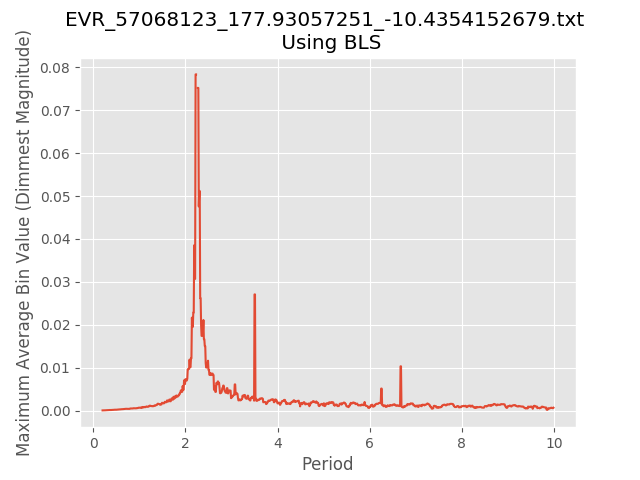 EVR_57068123_177.93057251_-10.4354152679.txt
Using BLS
Maximum Average Bin Value (Dimmest Magnitude)
0.08
0.07
0.06
0.05
0.04
0.03
0.02
0.01
0.00
0 2 4 6 8 10
Period